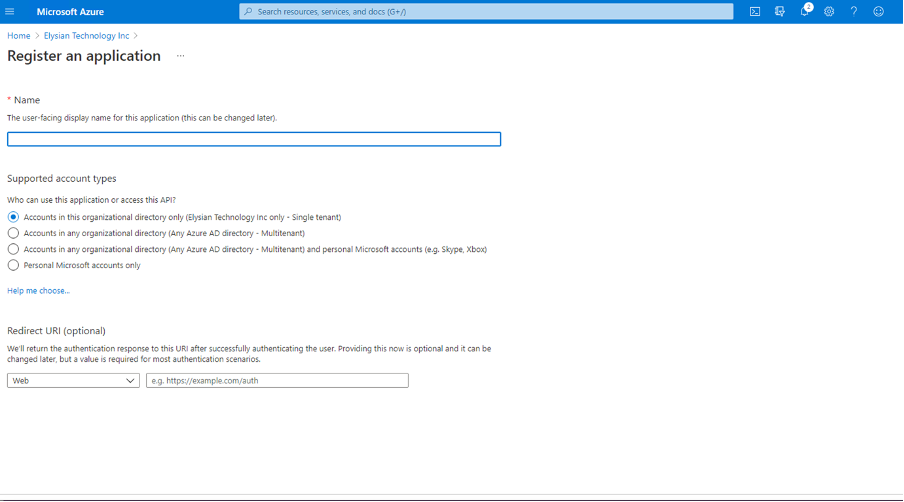 Microsoft Azure
Search resources, services, and docs (G+/)
2
Home > Elysian Technology Inc >
Register an application ...
* Name
The user-facing display name for this application (this can be changed later).
Supported account types
Who can use this application or access this API?
Accounts in this organizational directory only (Elysian Technology Inc only - Single tenant)
Accounts in any organizational directory (Any Azure AD directory - Multitenant)
Accounts in any organizational directory (Any Azure AD directory - Multitenant) and personal Microsoft accounts (e.g. Skype, Xbox)
Personal Microsoft accounts only
Help me choose...
Redirect URI (optional)
We'll return the authentication response to this URI after successfully authenticating the user. Providing this now is optional and it can be
changed later, but a value is required for most authentication scenarios.
Web
e.g. https://example.com/auth